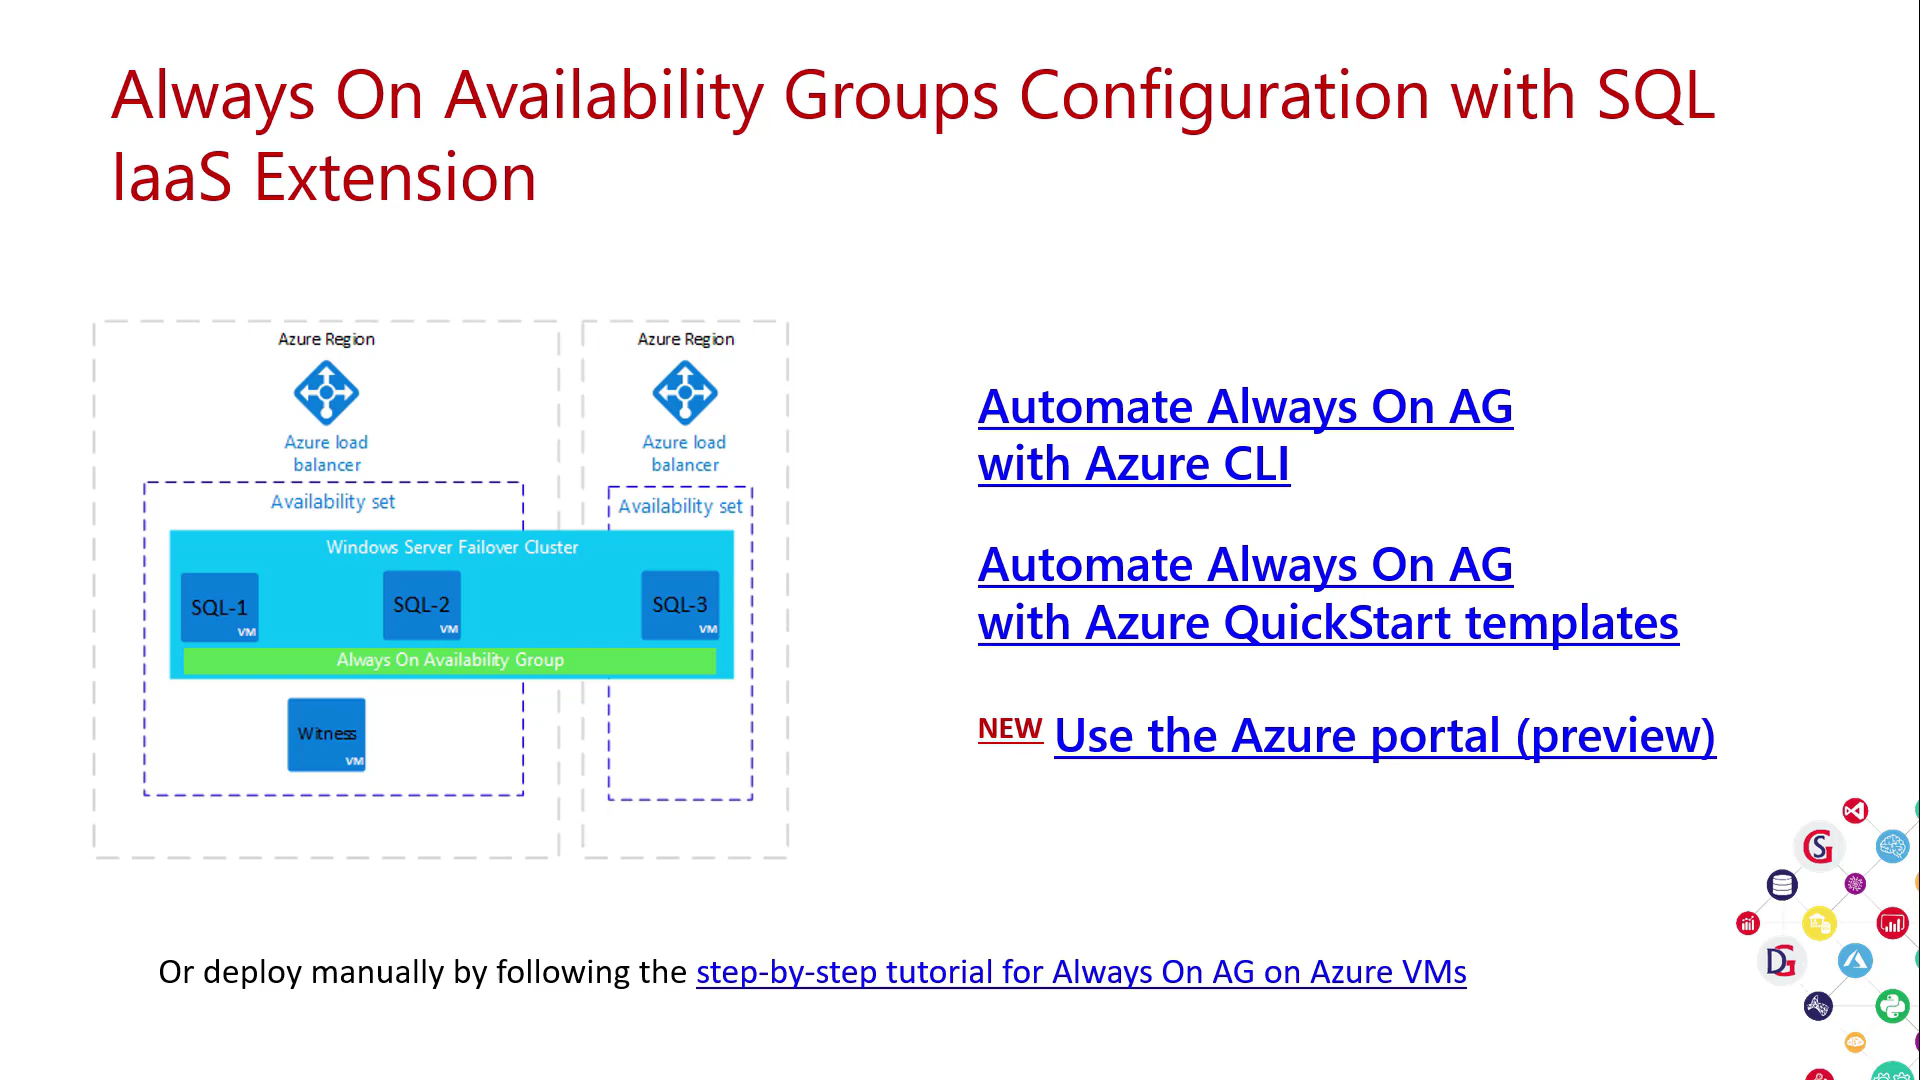 Always On Availability Groups Configuration with SQL
IaaS Extension
Azure Region
Azure load
balancer
Availability set
Azure Region
Azure load
balancer
Availability set
Windows Server Failover Cluster
SQL-1
VM
SQL-2
VM
SQL-3
VM
Always On Availability Group
Witness
VM
Automate Always On AG
with Azure CLI
Automate Always On AG
with Azure QuickStart templates
NEW Use the Azure portal (preview)
Or deploy manually by following the step-by-step tutorial for Always On AG on Azure VMs
SG
DG